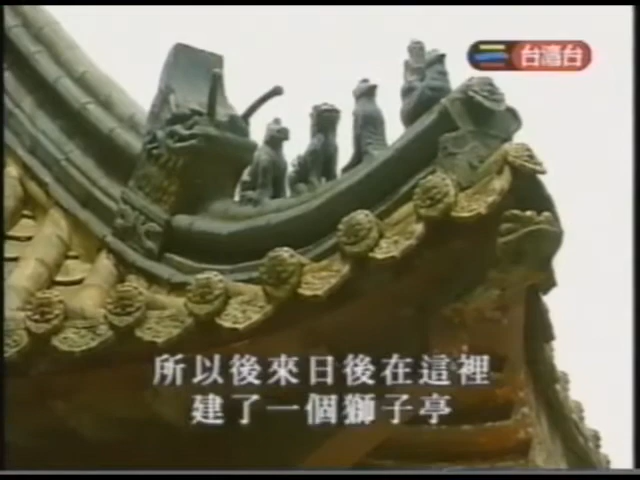 台灣台
所以後來日後在這裡
建了一個獅子亭